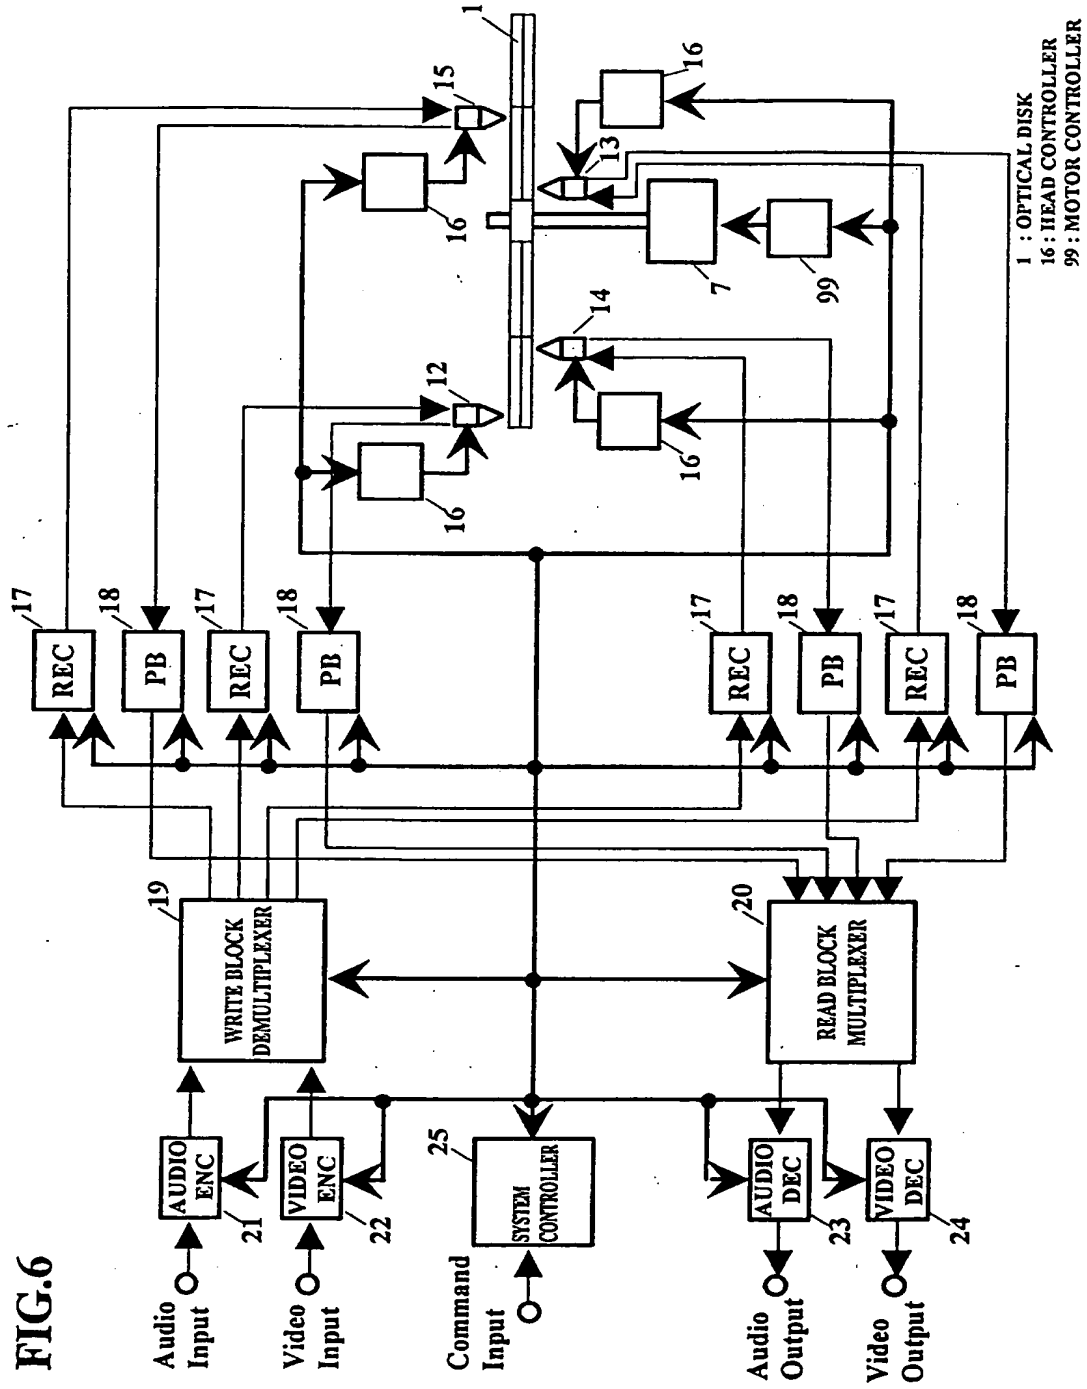 FIG.6
Audio
Input
Video
Input
Command
Input
Audio
Output
Video
Output
AUDIO
ENC
21
VIDEO
ENC
22
SYSTEM
CONTROLLER
25
AUDIO
DEC
23
VIDEO
DEC
24
WRITE BLOCK
DEMULTIPLEXER
19
READ BLOCK
MULTIPLEXER
20
REC
17
PB
18
REC
17
PB
18
REC
17
PB
18
REC
17
PB
18
16
12
16
15
16
14
7
99
13
16
1
1 : OPTICAL DISK
16 : HEAD CONTROLLER
99 : MOTOR CONTROLLER